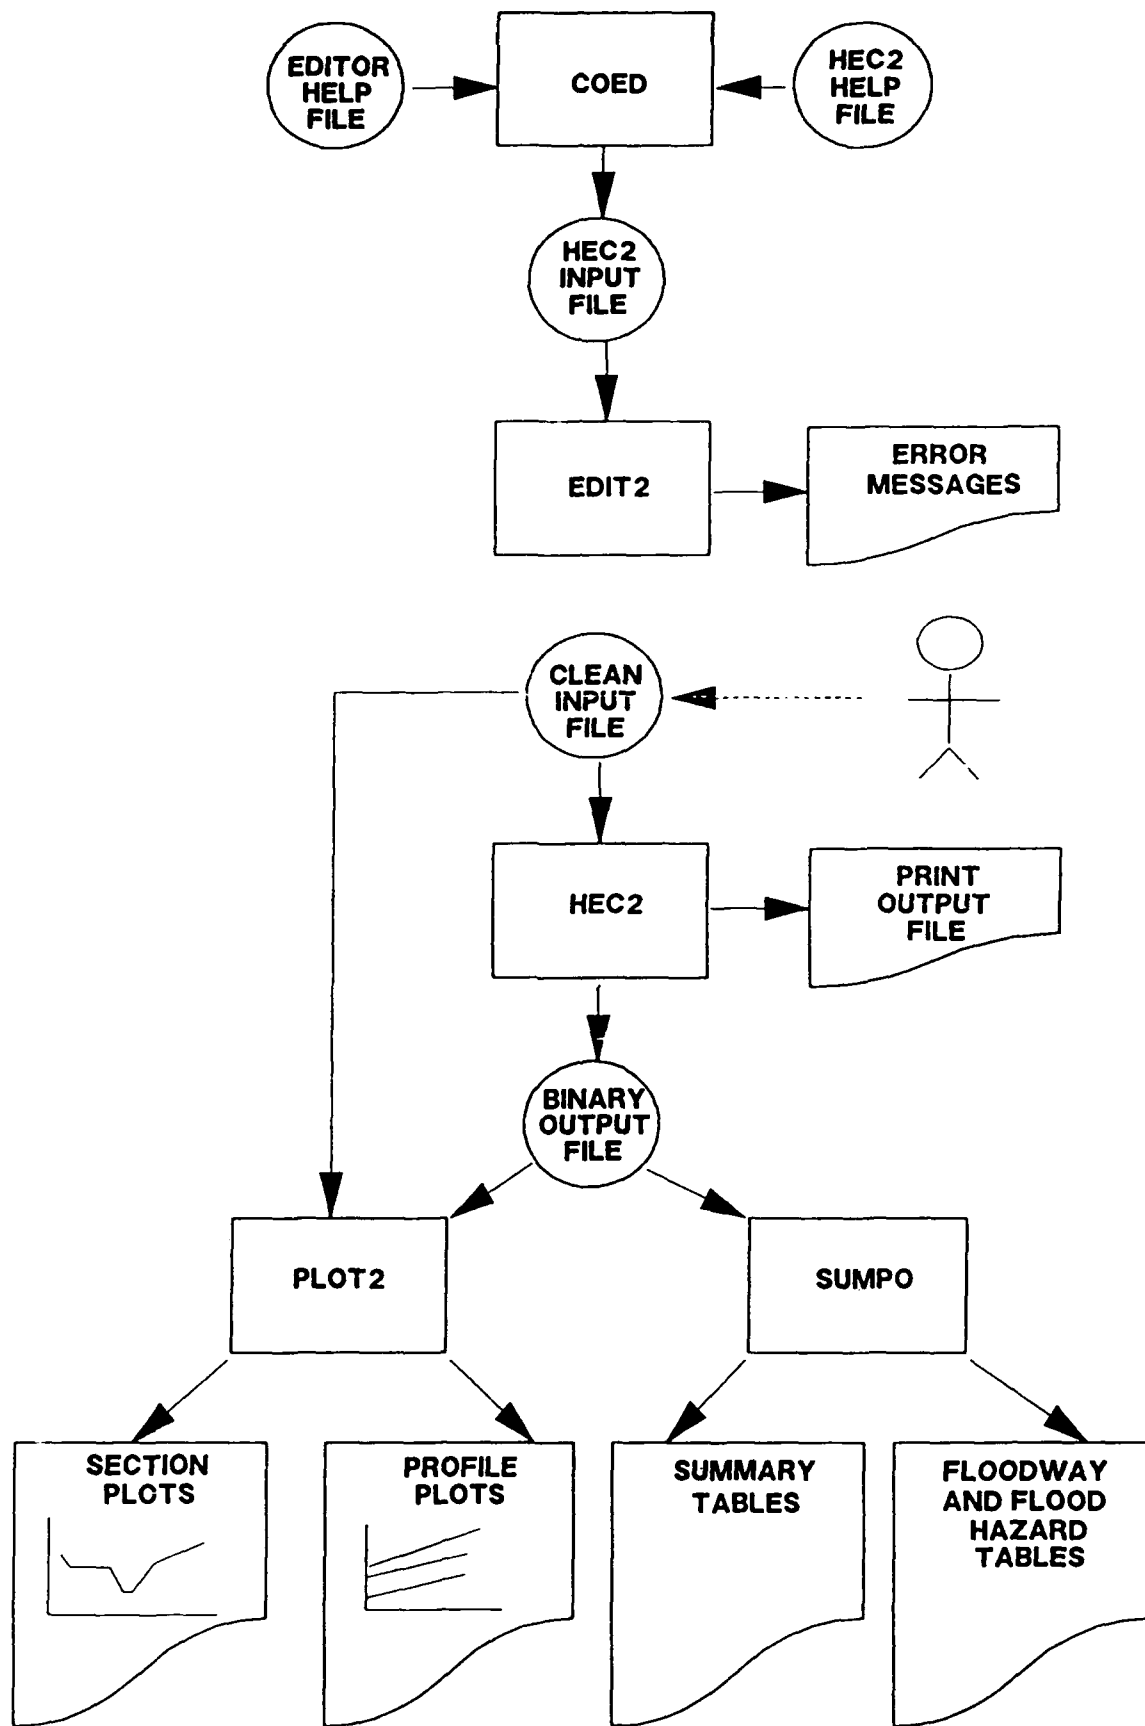 EDITOR
HELP
FILE
COED
HEC2
HELP
FILE
HEC2
INPUT
FILE
EDIT2
ERROR
MESSAGES
CLEAN
INPUT
FILE
HEC2
PRINT
OUTPUT
FILE
BINARY
OUTPUT
FILE
PLOT2
SUMPO
SECTION
PLOTS
PROFILE
PLOTS
SUMMARY
TABLES
FLOODWAY
AND FLOOD
HAZARD
TABLES